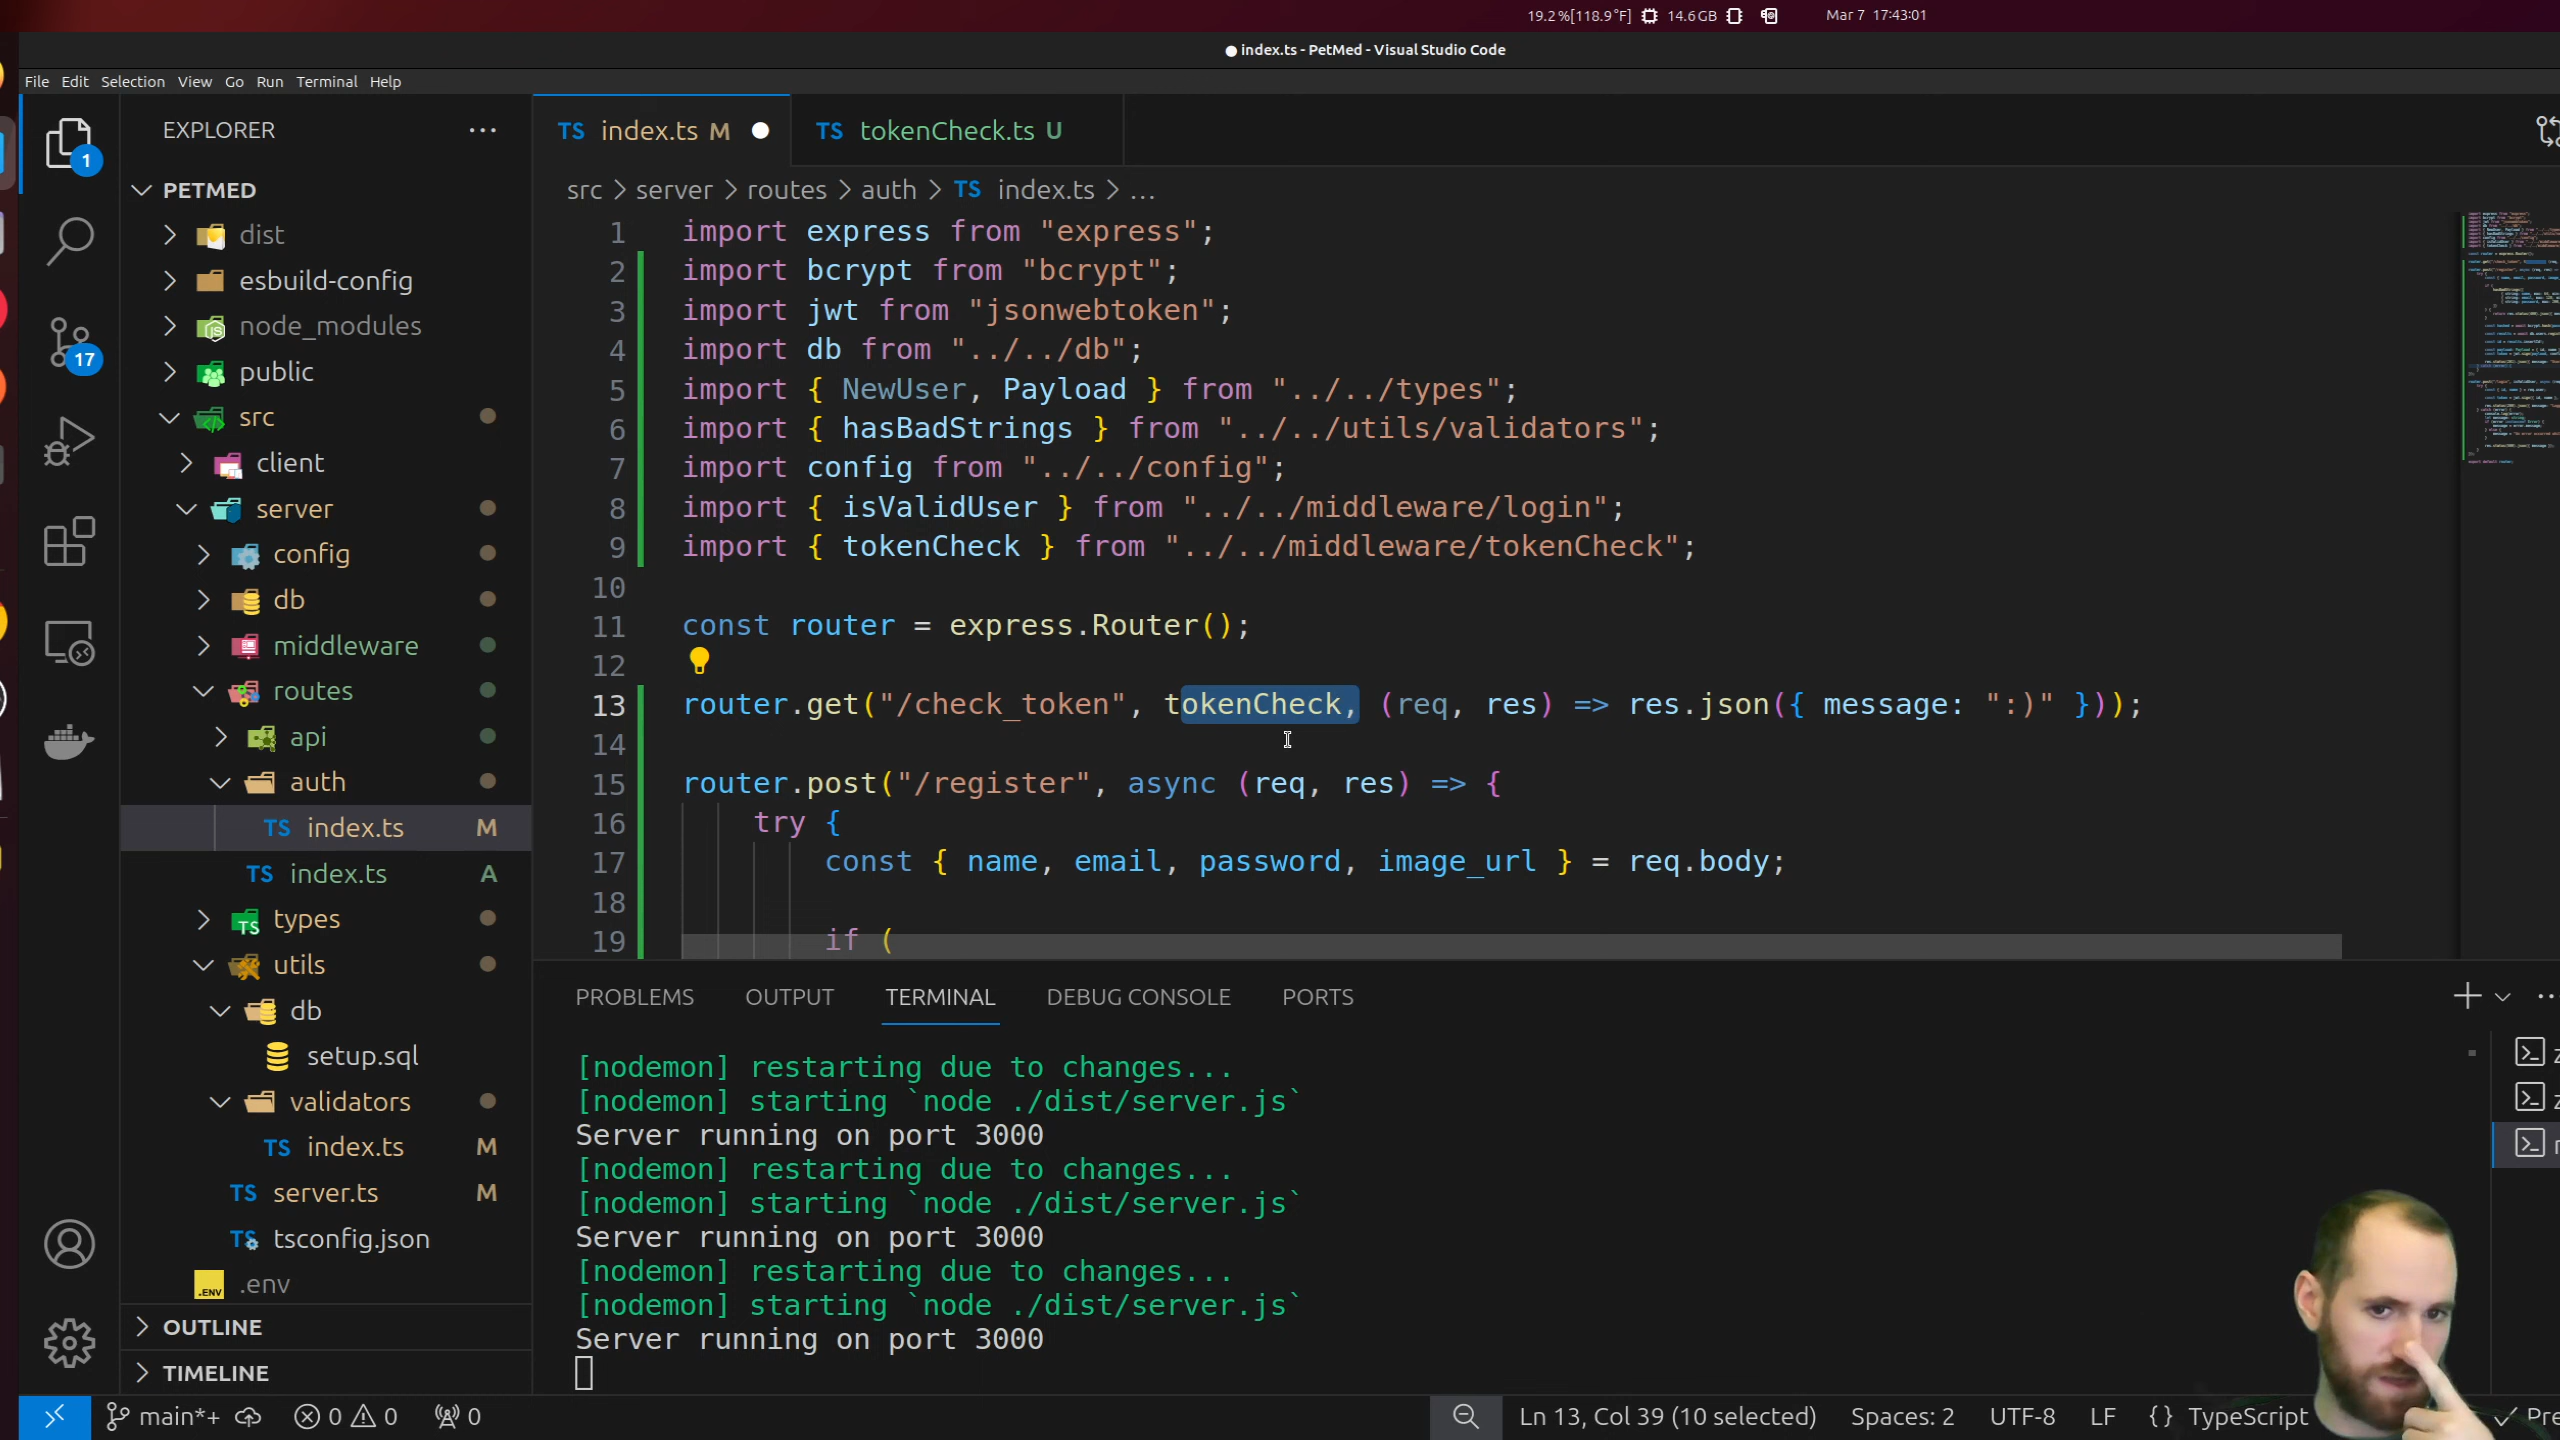 19.2%[118.9°F] 14.6GB Mar 7 17:43:01
● index.ts - PetMed - Visual Studio Code
File Edit Selection View Go Run Terminal Help
EXPLORER
PETMED
dist
esbuild-config
node_modules
public
src
client
server
config
db
middleware
routes
api
auth
TS index.ts M
TS index.ts A
types
utils
db
setup.sql
validators
TS index.ts M
TS server.ts M
tsconfig.json
.env
OUTLINE
TIMELINE
1
17
TS index.ts M ● TS tokenCheck.ts U
src > server > routes > auth > TS index.ts > ...
1 import express from "express";
2 import bcrypt from "bcrypt";
3 import jwt from "jsonwebtoken";
4 import db from "../../db";
5 import { NewUser, Payload } from "../../types";
6 import { hasBadStrings } from "../../utils/validators";
7 import config from "../../config";
8 import { isValidUser } from "../../middleware/login";
9 import { tokenCheck } from "../../middleware/tokenCheck";
10
11 const router = express.Router();
12
13 router.get("/check_token", tokenCheck, (req, res) => res.json({ message: ":)" }));
14
15 router.post("/register", async (req, res) => {
16 try {
17 const { name, email, password, image_url } = req.body;
18
19 if (
PROBLEMS OUTPUT TERMINAL DEBUG CONSOLE PORTS
[nodemon] restarting due to changes...
[nodemon] starting `node ./dist/server.js`
Server running on port 3000
[nodemon] restarting due to changes...
[nodemon] starting `node ./dist/server.js`
Server running on port 3000
[nodemon] restarting due to changes...
[nodemon] starting `node ./dist/server.js`
Server running on port 3000
main*+ 0 0 0 Ln 13, Col 39 (10 selected) Spaces: 2 UTF-8 LF {} TypeScript